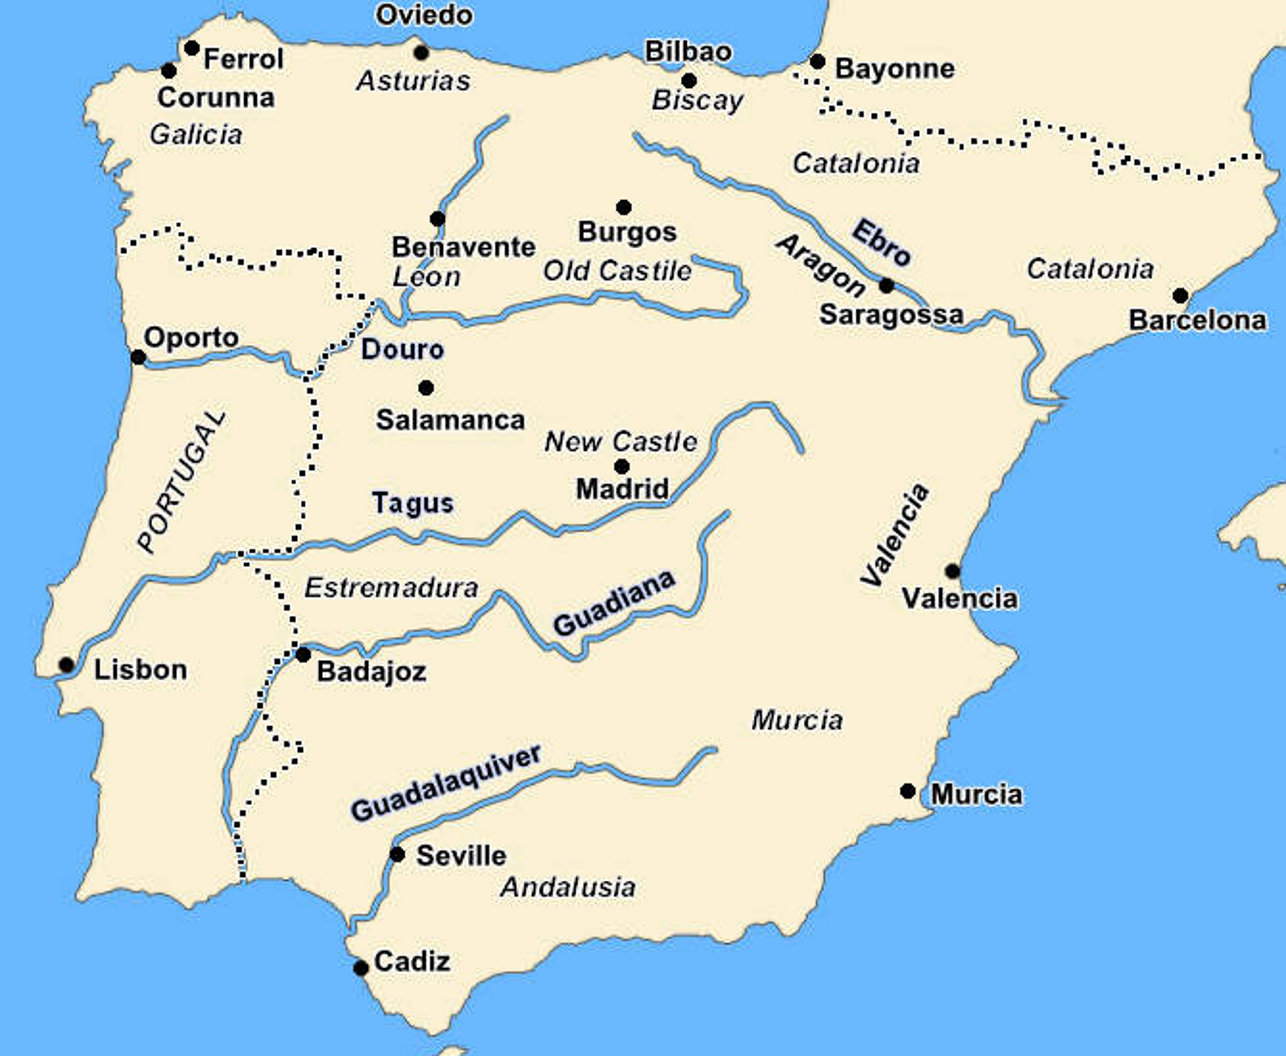 Oviedo
Ferrol
Bilbao
Bayonne
Asturias
Corunna
Biscay
Galicia
Catalonia
Benavente
Burgos
Ebro
Leon
Old Castile
Aragon
Catalonia
Saragossa
Barcelona
Oporto
Douro
Salamanca
PORTUGAL
New Castle
Madrid
Tagus
Valencia
Estremadura
Guadiana
Valencia
Lisbon
Badajoz
Murcia
Guadalaquiver
Murcia
Seville
Andalusia
Cadiz